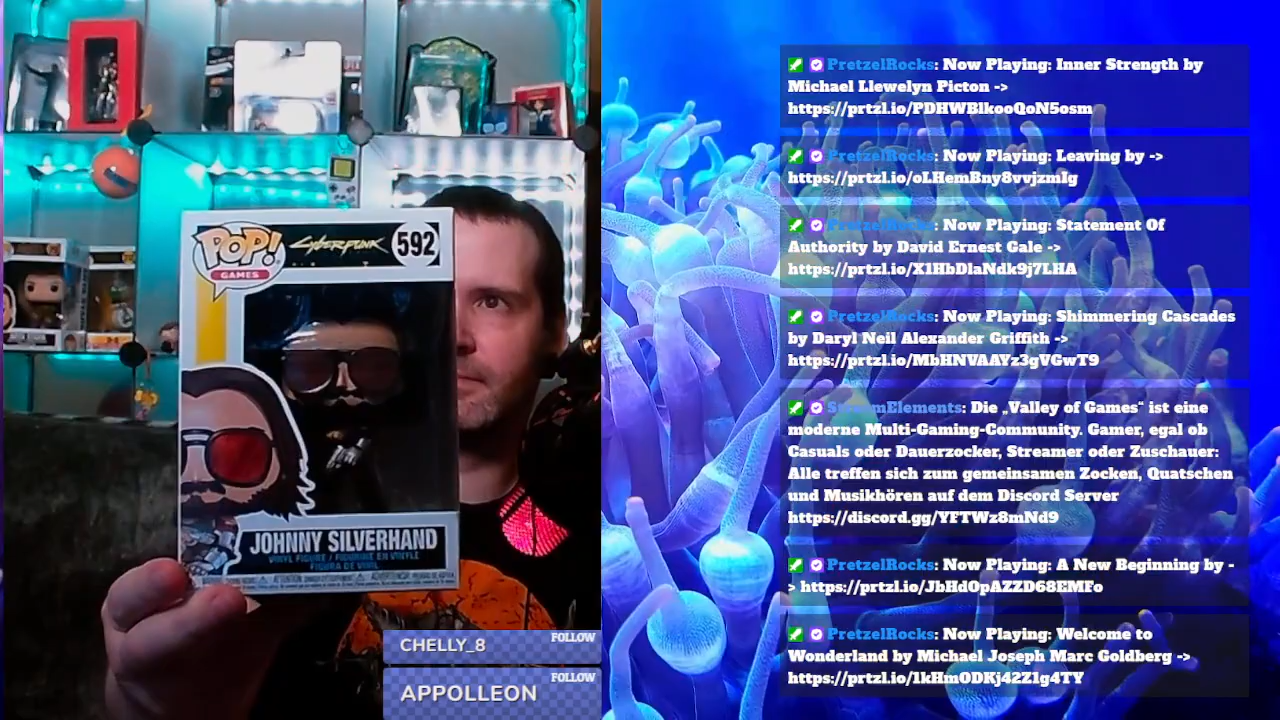 POP!
GAMES
CYBERPUNK
592
JOHNNY SILVERHAND
VINYL FIGURE / FIGURINE EN VINYLE
FIGURA DE VINIL
CHELLY_8
FOLLOW
APPOLLEON
FOLLOW
PretzelRocks: Now Playing: Inner Strength by
Michael Llewelyn Picton ->
https://prtzl.io/PDHWBlkooQoN5osm
PretzelRocks: Now Playing: Leaving by ->
https://prtzl.io/oLHemBny8vvjzmIg
PretzelRocks: Now Playing: Statement Of
Authority by David Ernest Gale ->
https://prtzl.io/X1HbDlaNdk9j7LHA
PretzelRocks: Now Playing: Shimmering Cascades
by Daryl Neil Alexander Griffith ->
https://prtzl.io/MbHNVAAYz3gVGwT9
StreamElements: Die „Valley of Games“ ist eine
moderne Multi-Gaming-Community. Gamer, egal ob
Casuals oder Dauerzocker, Streamer oder Zuschauer:
Alle treffen sich zum gemeinsamen Zocken, Quatschen
und Musikhören auf dem Discord Server
https://discord.gg/YFTWz8mNd9
PretzelRocks: Now Playing: A New Beginning by -
> https://prtzl.io/JbHdOpAZZD68EMFo
PretzelRocks: Now Playing: Welcome to
Wonderland by Michael Joseph Marc Goldberg ->
https://prtzl.io/1kHmODKj42Z1g4TY